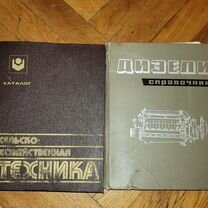 КАТАЛОГ
СЕЛЬСКО-
ХОЗЯЙСТВЕННАЯ
ТЕХНИКА
ДИЗЕЛИ
справочник